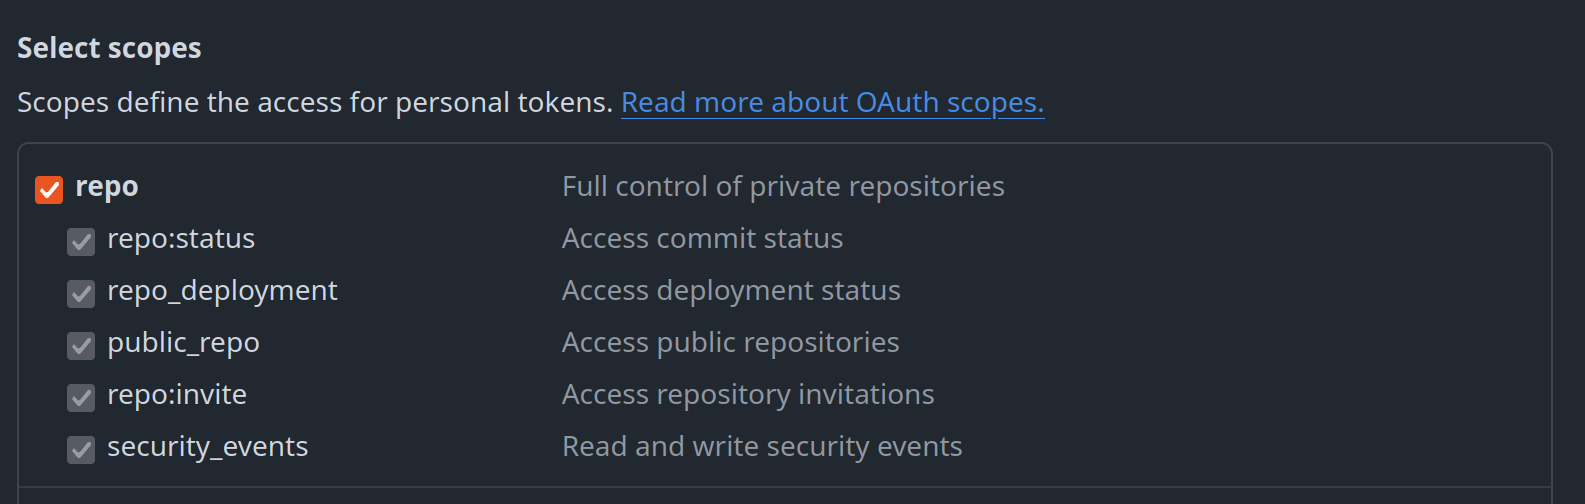 Select scopes
Scopes define the access for personal tokens. Read more about OAuth scopes.
repo Full control of private repositories
repo:status Access commit status
repo_deployment Access deployment status
public_repo Access public repositories
repo:invite Access repository invitations
security_events Read and write security events